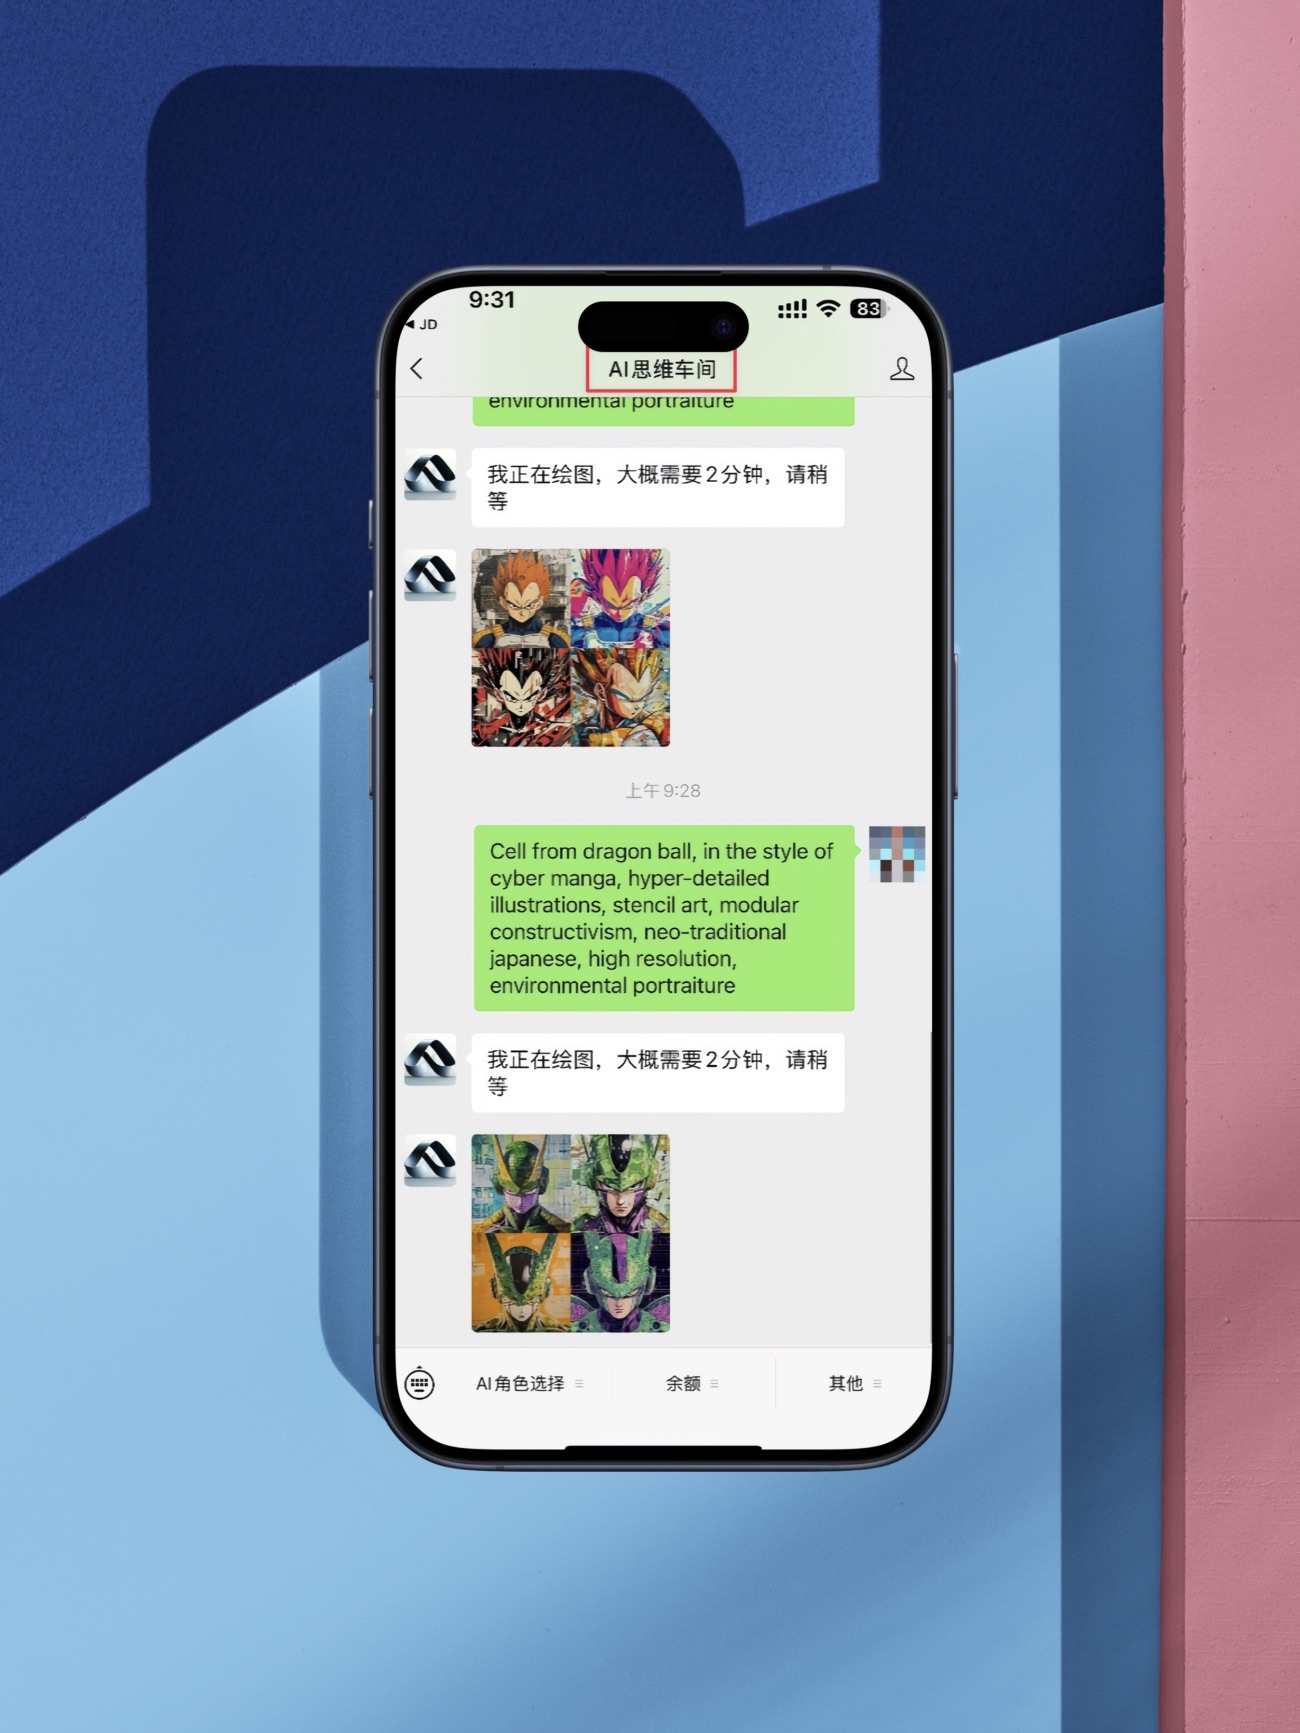 9:31
83
◀ JD
AI思维车间
environmental portraiture
我正在绘图，大概需要2分钟，请稍
等
上午9:28
Cell from dragon ball, in the style of
cyber manga, hyper-detailed
illustrations, stencil art, modular
constructivism, neo-traditional
japanese, high resolution,
environmental portraiture
我正在绘图，大概需要2分钟，请稍
等
AI角色选择
余额
其他